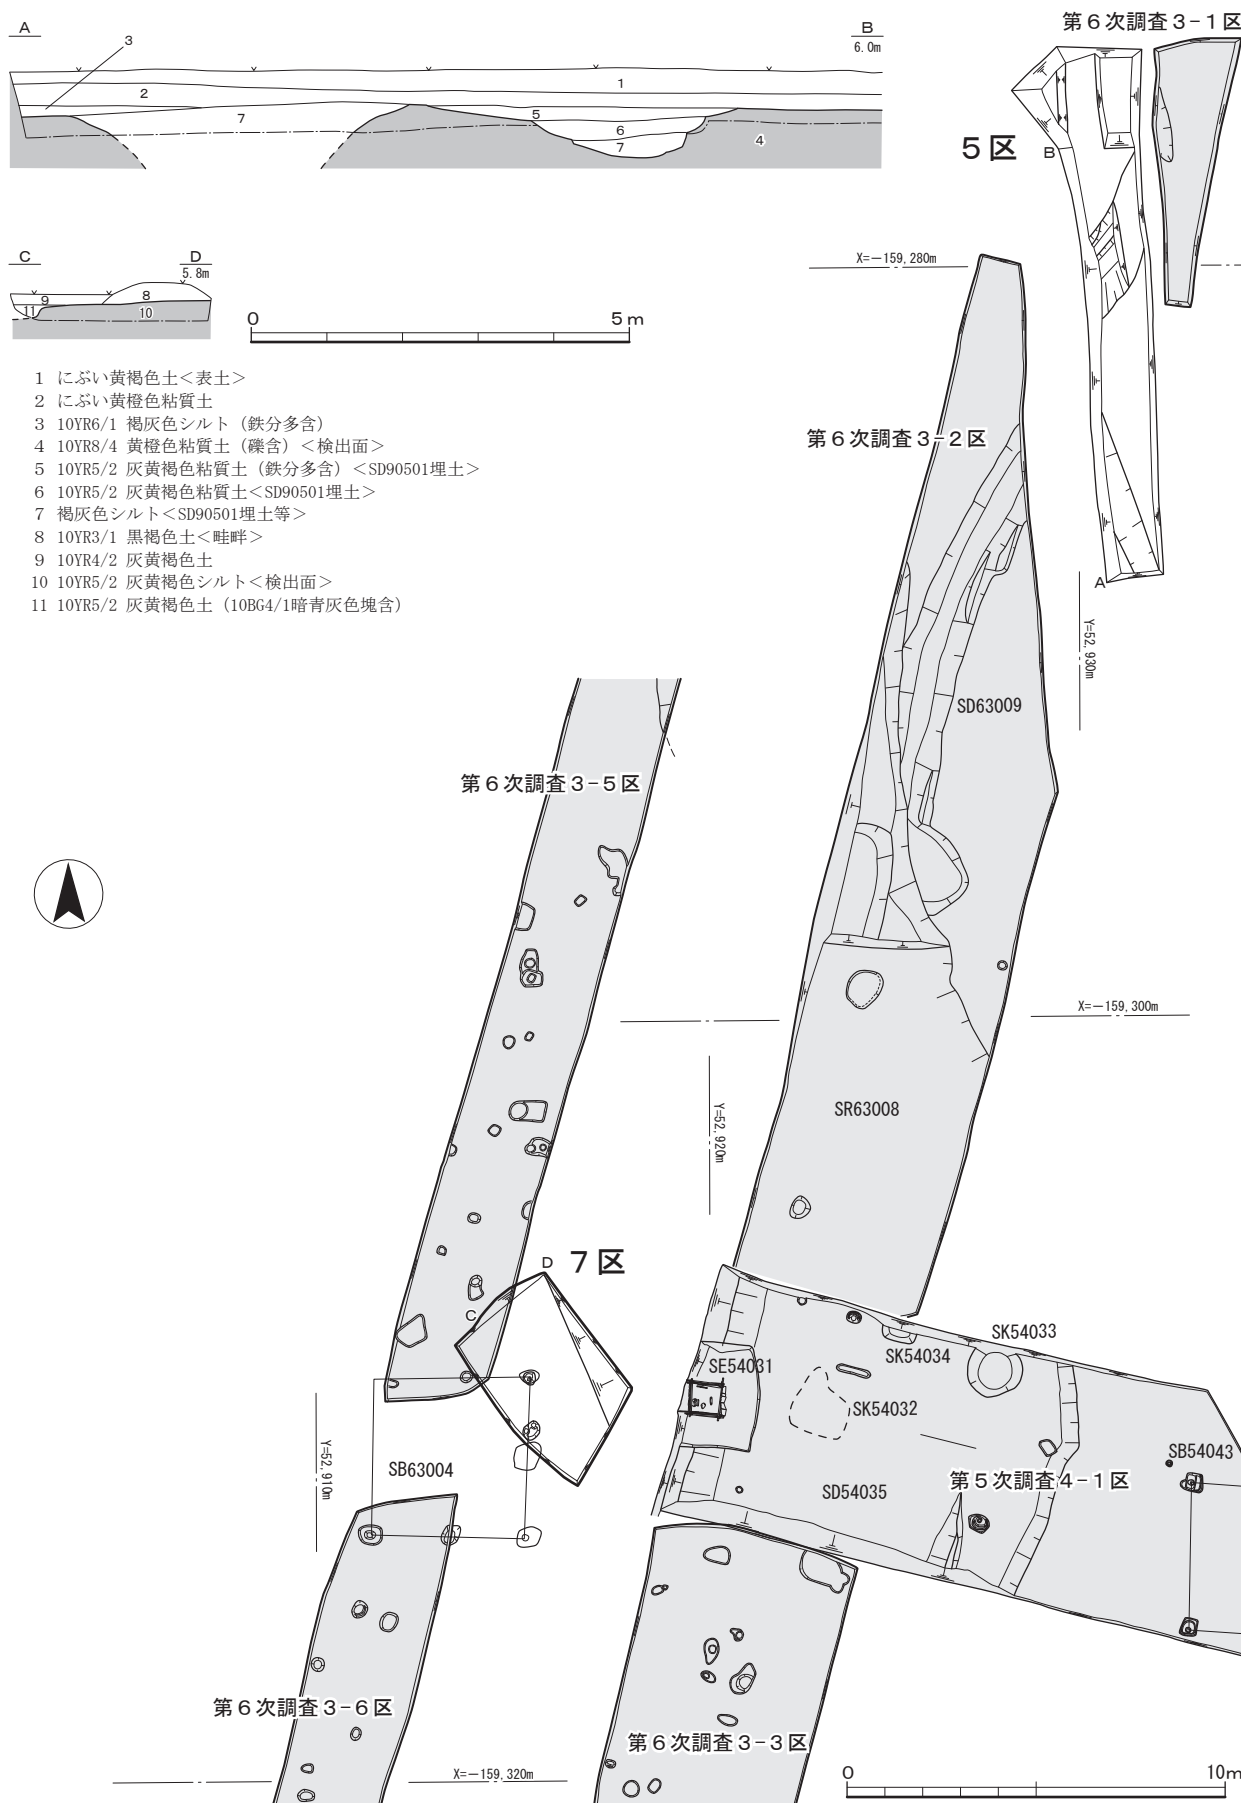 A
B
6.0m
3
1
2
7
5
6
7
4
第６次調査３-１区
５区
B
A
C
D
5.8m
9
8
11
10
0
5ｍ
X=－159,280m
1 にぶい黄褐色土＜表土＞
2 にぶい黄橙色粘質土
3 10YR6/1 褐灰色シルト（鉄分多含）
4 10YR8/4 黄橙色粘質土（礫含）＜検出面＞
5 10YR5/2 灰黄褐色粘質土（鉄分多含）＜SD90501埋土＞
6 10YR5/2 灰黄褐色粘質土＜SD90501埋土＞
7 褐灰色シルト＜SD90501埋土等＞
8 10YR3/1 黒褐色土＜畦畔＞
9 10YR4/2 灰黄褐色土
10 10YR5/2 灰黄褐色シルト＜検出面＞
11 10YR5/2 灰黄褐色土（10BG4/1暗青灰色塊含）
第６次調査３-２区
Y=52,930m
SD63009
第６次調査３-５区
X=－159,300m
Y=52,920m
SR63008
D
７区
C
SK54033
SK54034
SE54031
SK54032
Y=52,910m
SB63004
SB54043
第５次調査４-１区
SD54035
第６次調査３-６区
第６次調査３-３区
X=－159,320m
0
10m